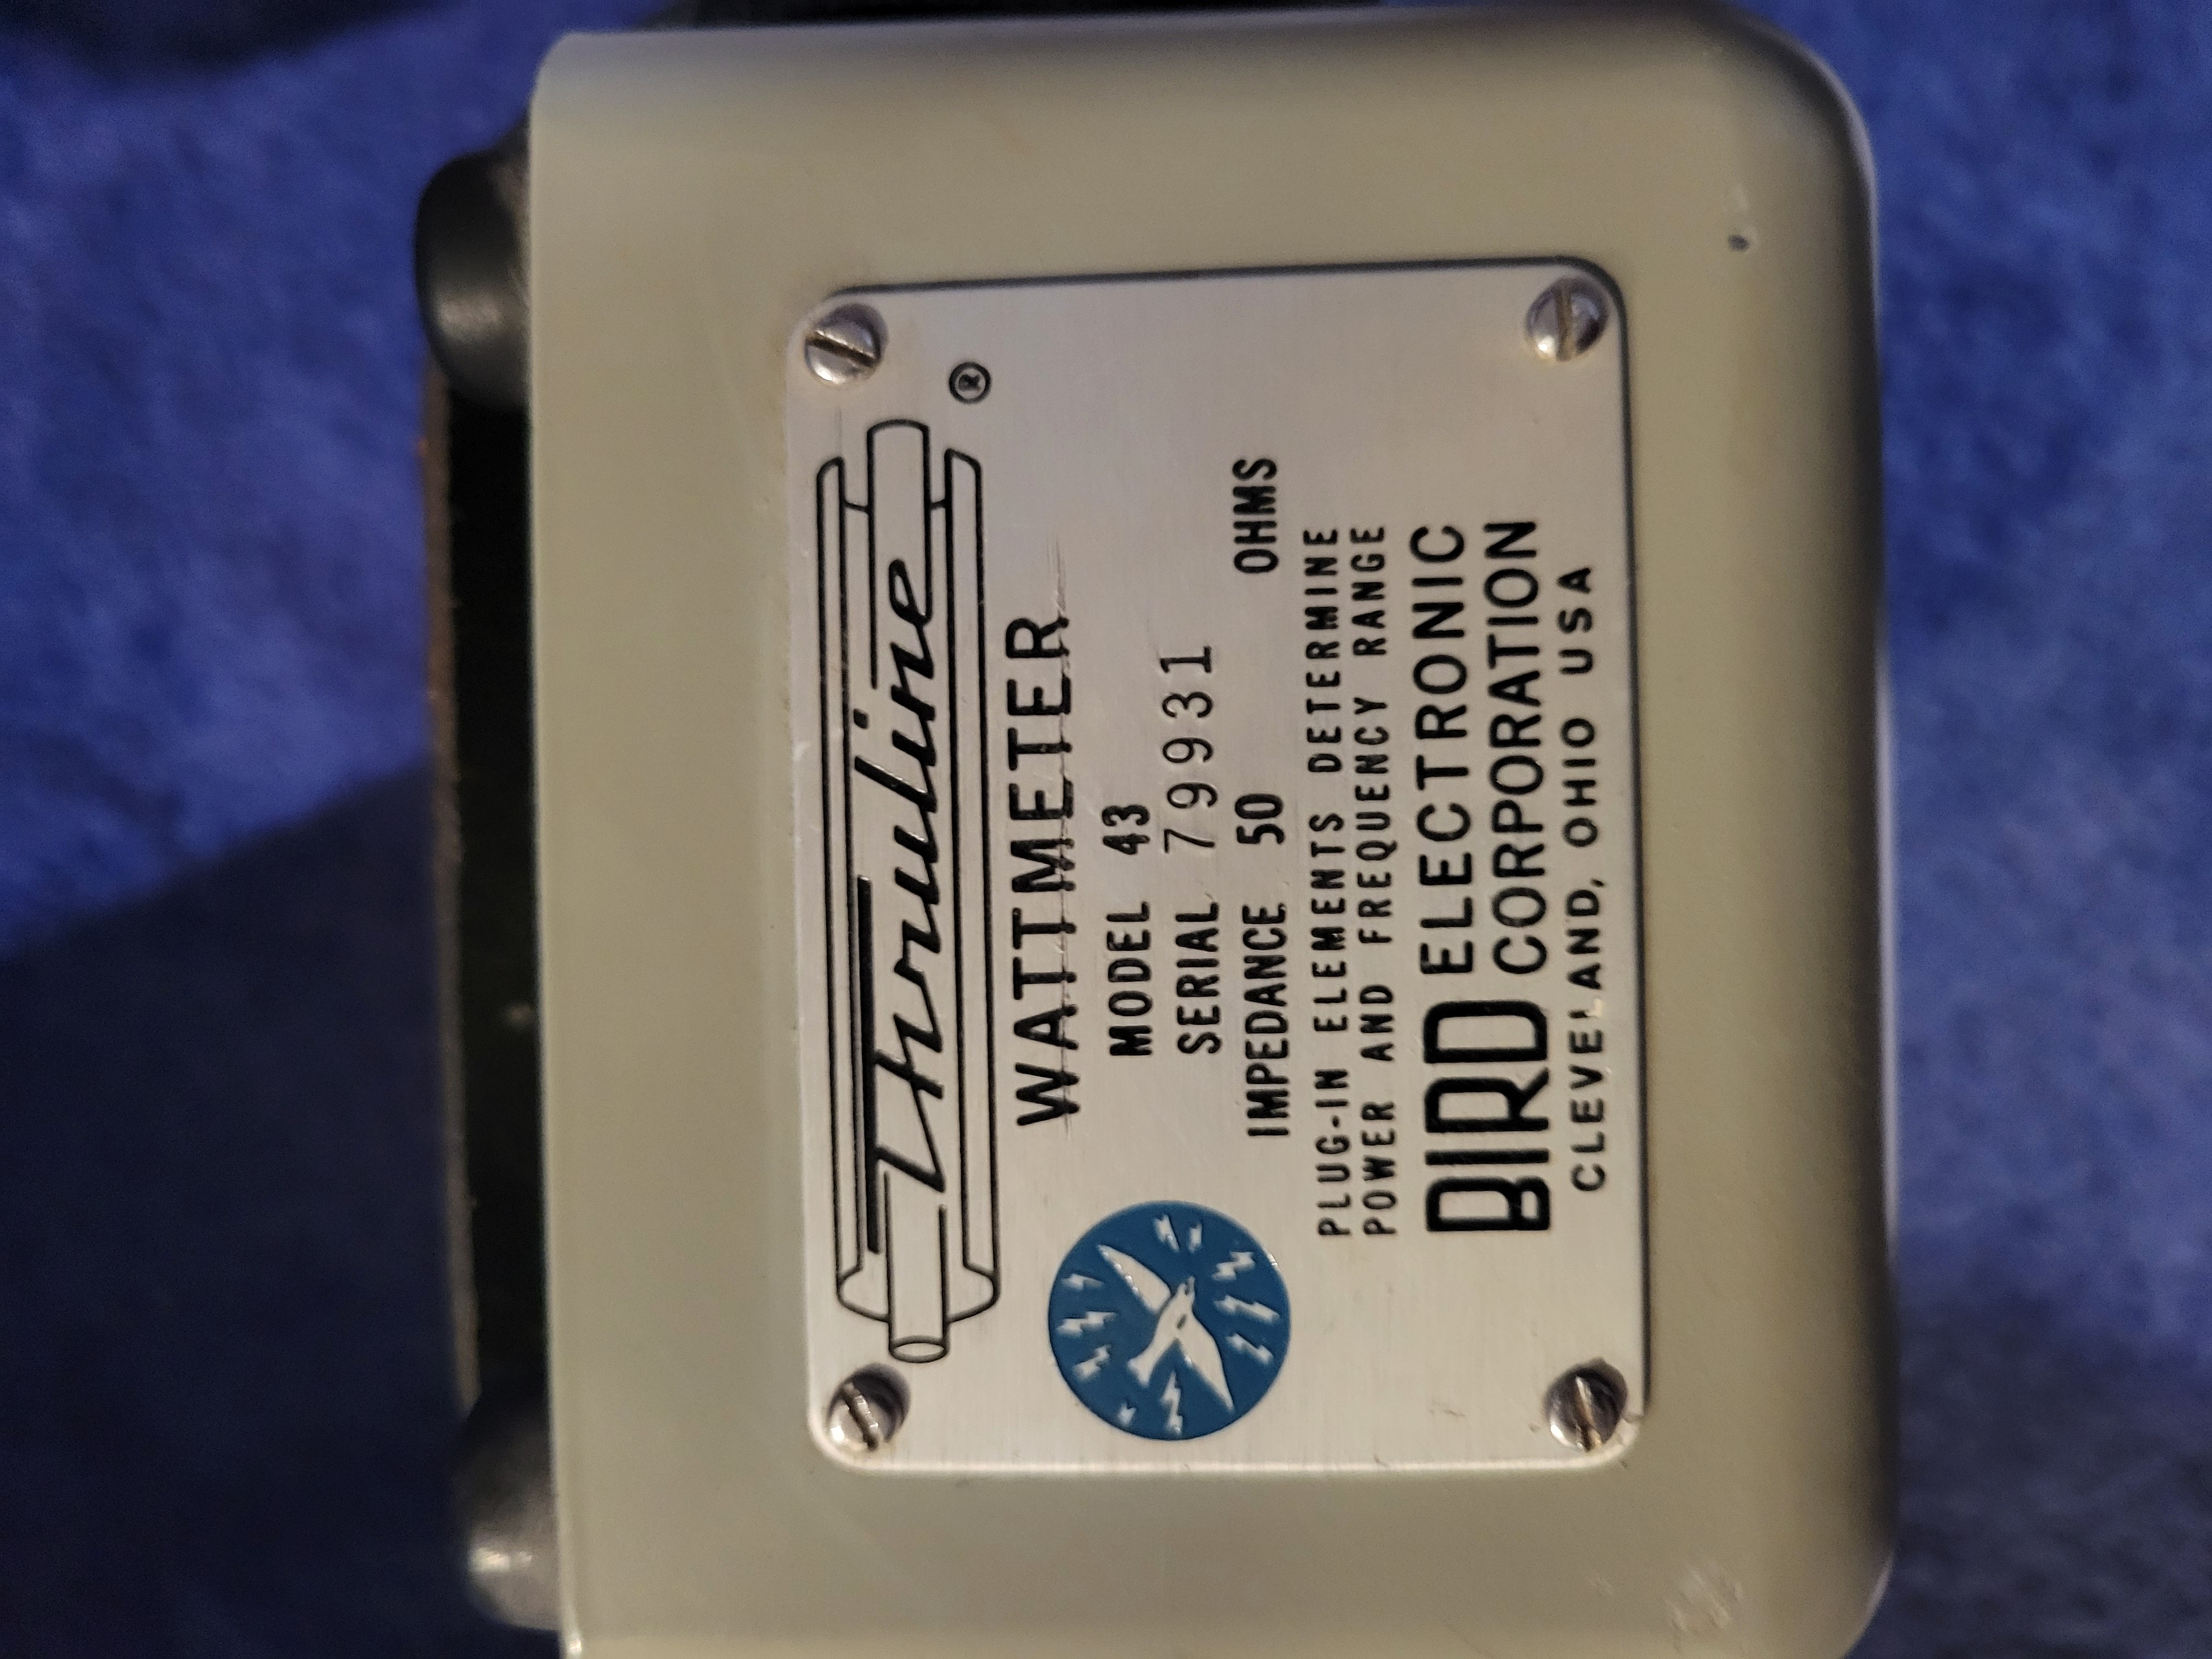 Thruline ®
WATTMETER
MODEL 43
SERIAL 79931
IMPEDANCE 50 OHMS
PLUG-IN ELEMENTS DETERMINE
POWER AND FREQUENCY RANGE
BIRD ELECTRONIC
CORPORATION
CLEVELAND, OHIO USA